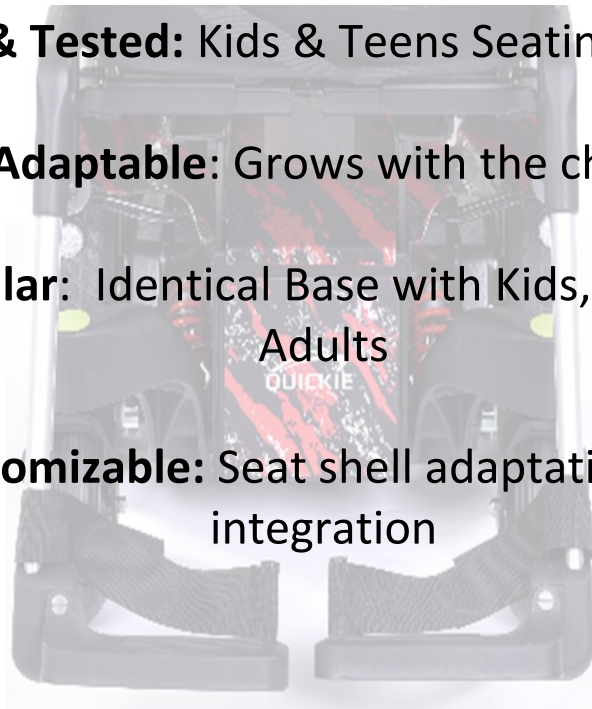 & Tested: Kids & Teens Seatin
Adaptable: Grows with the ch
lar: Identical Base with Kids,
Adults
QUICKIE
omizable: Seat shell adaptati
integration